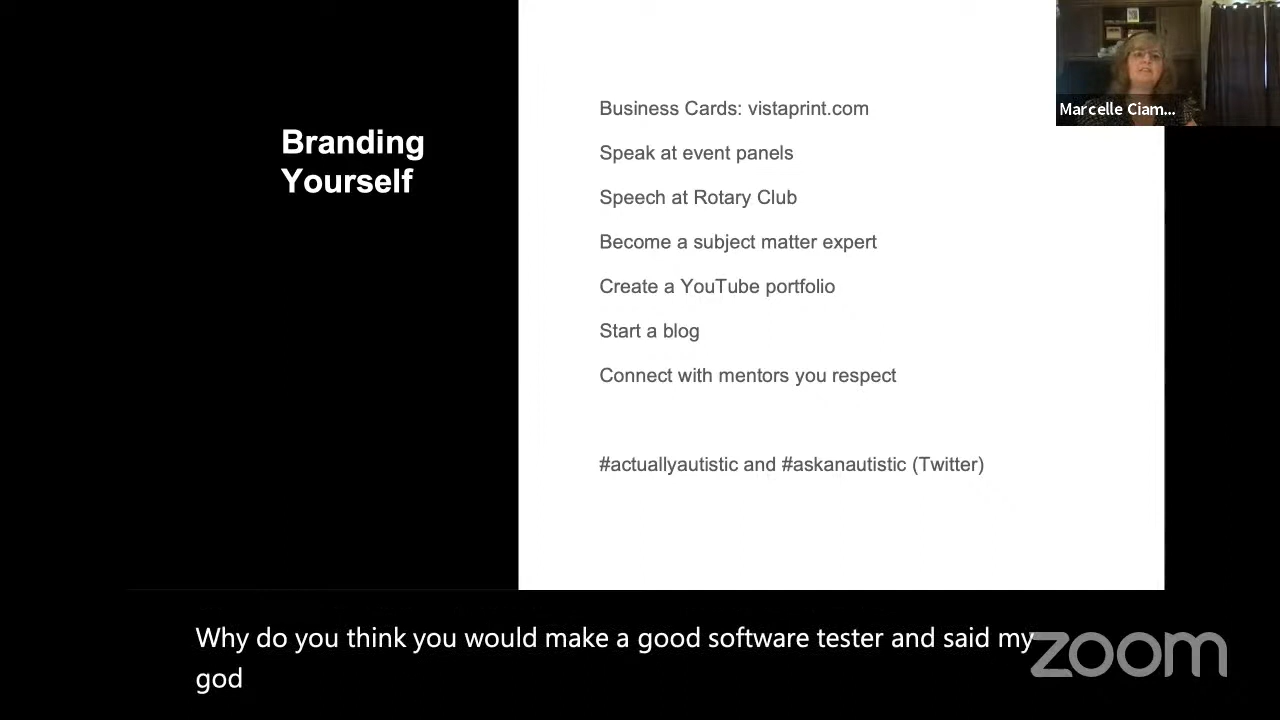 Branding
Yourself
Business Cards: vistaprint.com
Speak at event panels
Speech at Rotary Club
Become a subject matter expert
Create a YouTube portfolio
Start a blog
Connect with mentors you respect
#actuallyautistic and #askanautistic (Twitter)
Marcelle Ciam...
Why do you think you would make a good software tester and said my
god
zoom